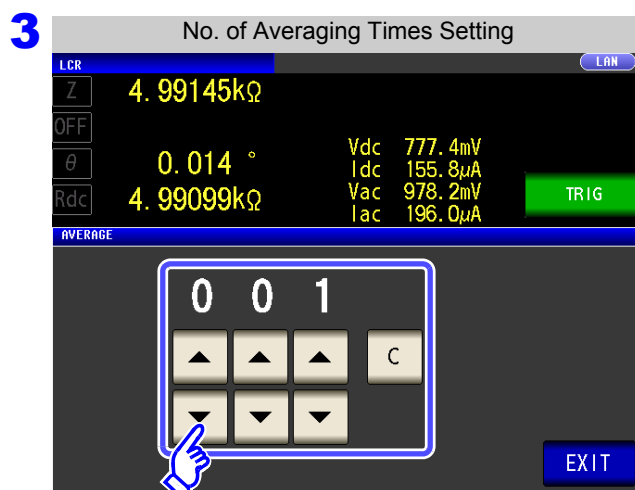 3
No. of Averaging Times Setting
LCR
LAN
Z 4.99145kΩ
OFF
Vdc 777.4mV
θ 0.014 °
Idc 155.8μA
Vac 978.2mV
Rdc 4.99099kΩ
Iac 196.0μA
TRIG
AVERAGE
0 0 1
C
EXIT